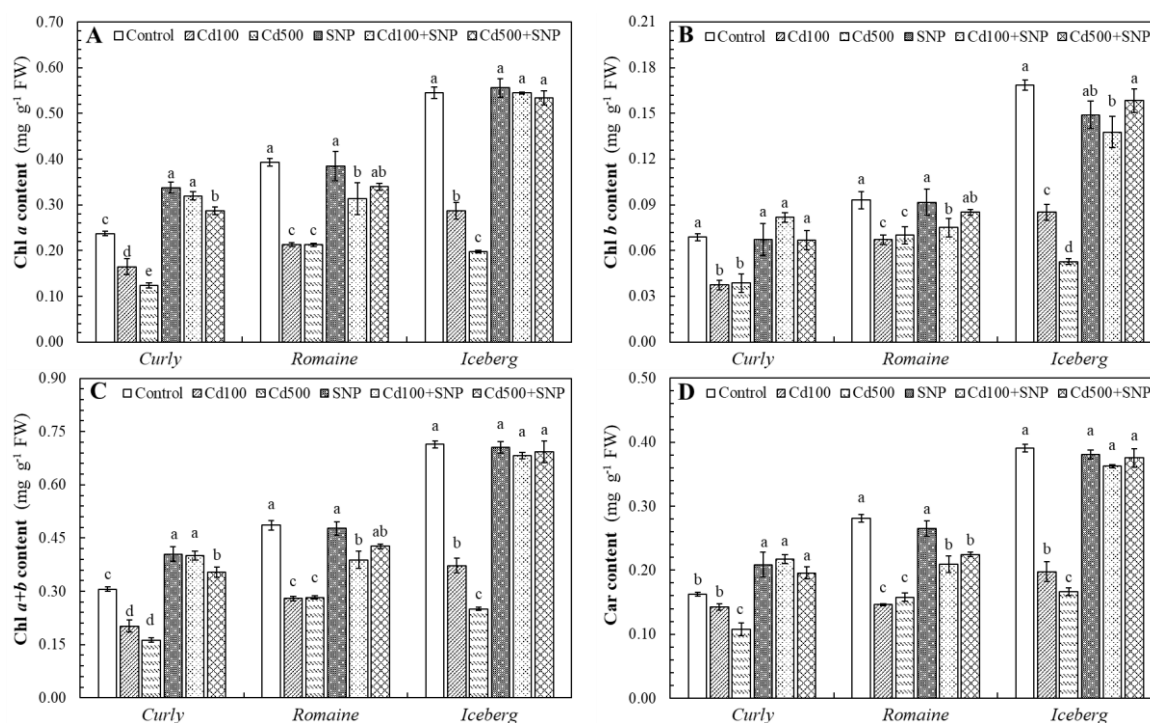 A
Control Cd100 Cd500 SNP Cd100+SNP Cd500+SNP
Chl a content (mg g-1 FW)
0.70
0.60
0.50
0.40
0.30
0.20
0.10
0.00
c d e a a b
a c c a b ab
a b c a a a
Curly Romaine Iceberg
B
Control Cd100 Cd500 SNP Cd100+SNP Cd500+SNP
Chl b content (mg g-1 FW)
0.21
0.18
0.15
0.12
0.09
0.06
0.03
0.00
a b b a a a
a c c a b ab
a c d ab b a
Curly Romaine Iceberg
C
Control Cd100 Cd500 SNP Cd100+SNP Cd500+SNP
Chl a+b content (mg g-1 FW)
0.90
0.75
0.60
0.45
0.30
0.15
0.00
c d d a a b
a c c a b ab
a b c a a a
Curly Romaine Iceberg
D
Control Cd100 Cd500 SNP Cd100+SNP Cd500+SNP
Car content (mg g-1 FW)
0.50
0.40
0.30
0.20
0.10
0.00
b b c a a a
a c c a b b
a b c a a a
Curly Romaine Iceberg